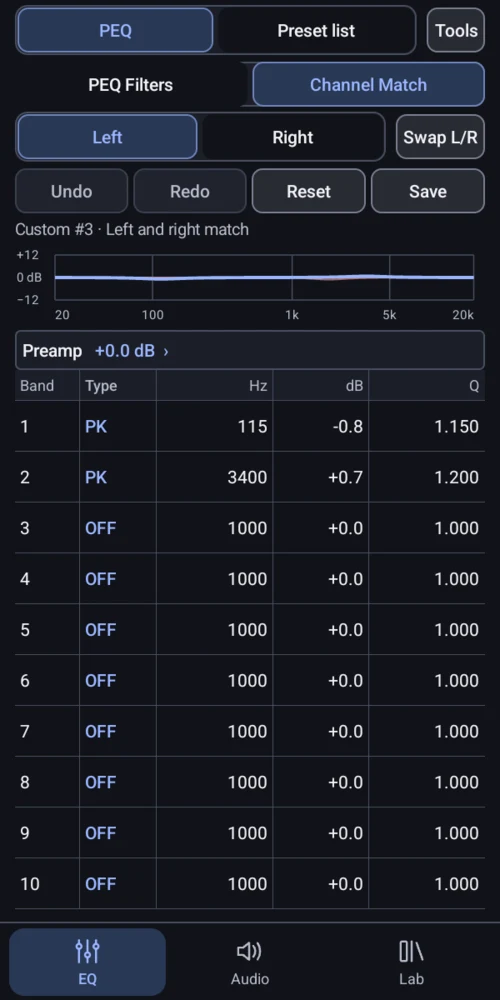 PEQ Preset list Tools
PEQ Filters Channel Match
Left Right Swap L/R
Undo Redo Reset Save
Custom #3 · Left and right match
+12
0 dB
−12
20 100 1k 5k 20k
Preamp +0.0 dB ›
Band Type Hz dB Q
1 PK 115 -0.8 1.150
2 PK 3400 +0.7 1.200
3 OFF 1000 +0.0 1.000
4 OFF 1000 +0.0 1.000
5 OFF 1000 +0.0 1.000
6 OFF 1000 +0.0 1.000
7 OFF 1000 +0.0 1.000
8 OFF 1000 +0.0 1.000
9 OFF 1000 +0.0 1.000
10 OFF 1000 +0.0 1.000
EQ Audio Lab